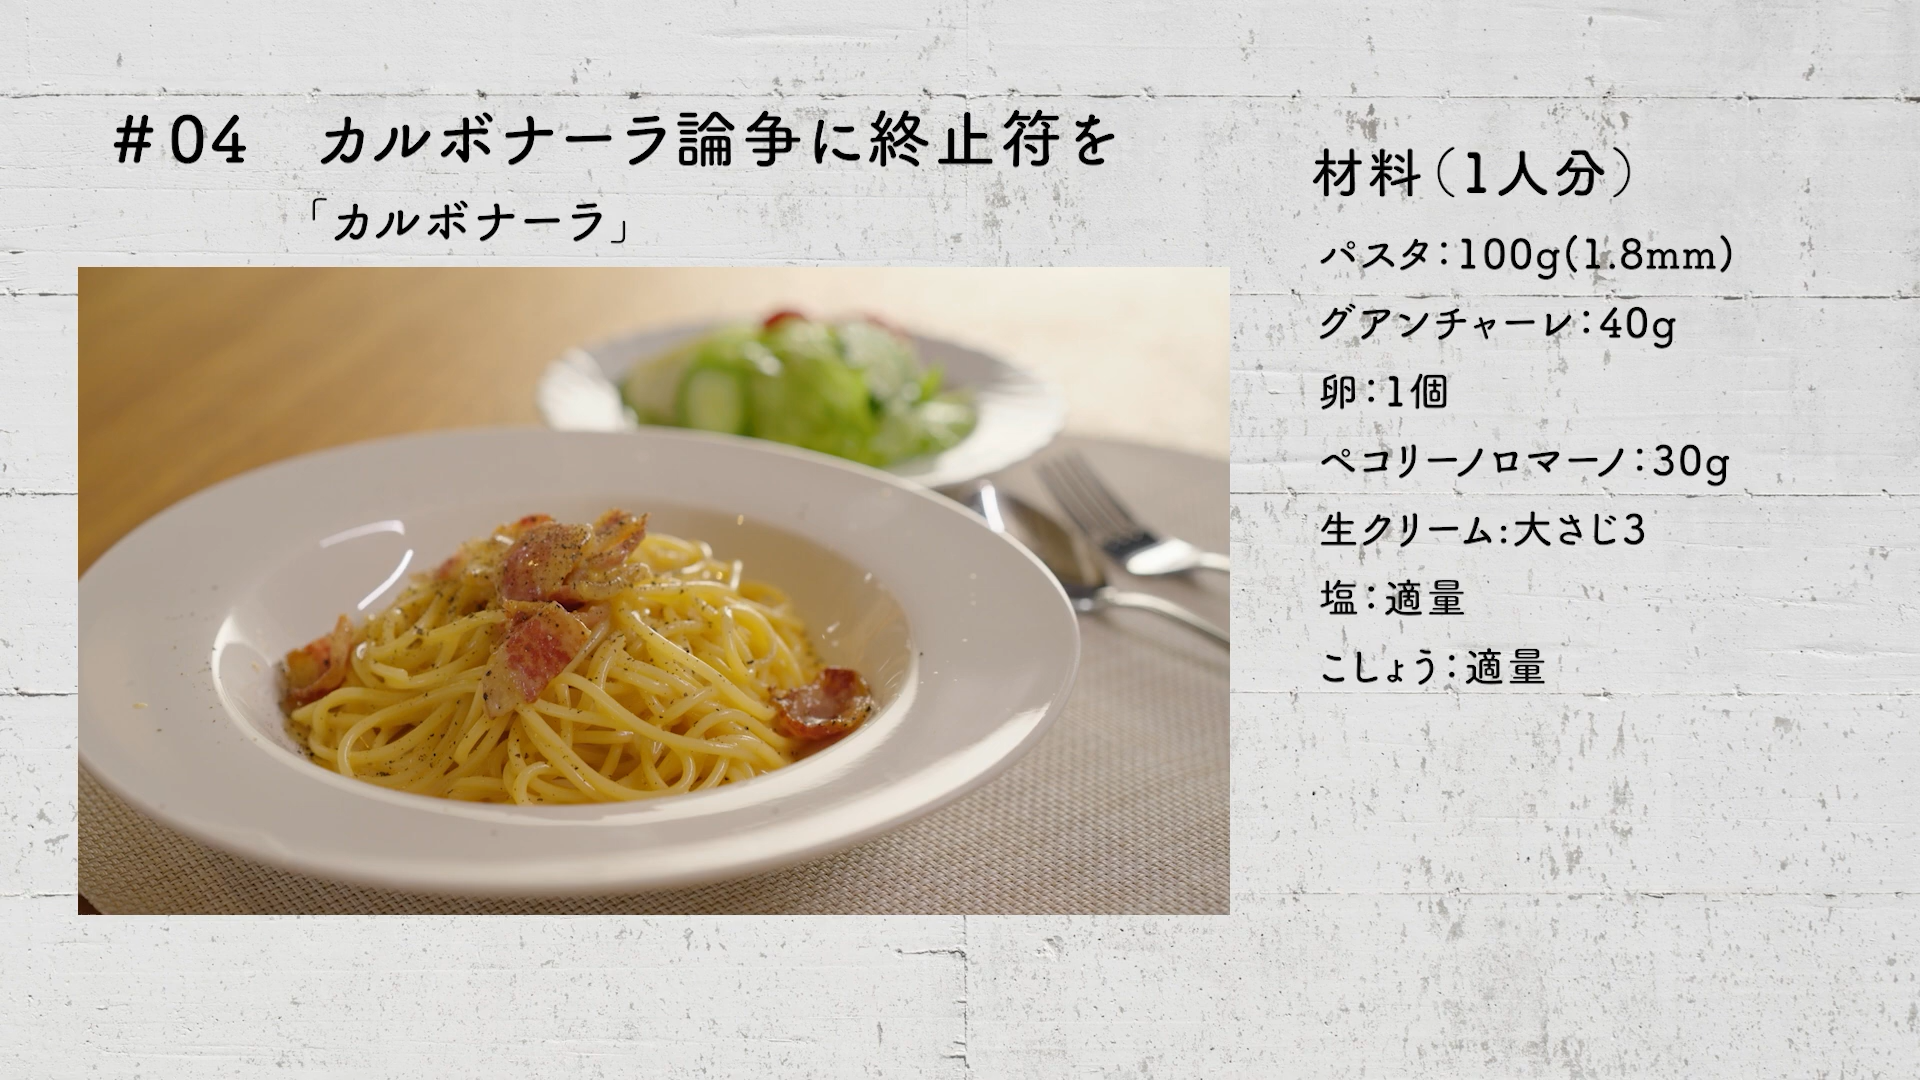 #04　カルボナーラ論争に終止符を
「カルボナーラ」
材料（1人分）
パスタ：100g(1.8mm)
グアンチャーレ：40g
卵：1個
ペコリーノロマーノ：30g
生クリーム：大さじ3
塩：適量
こしょう：適量